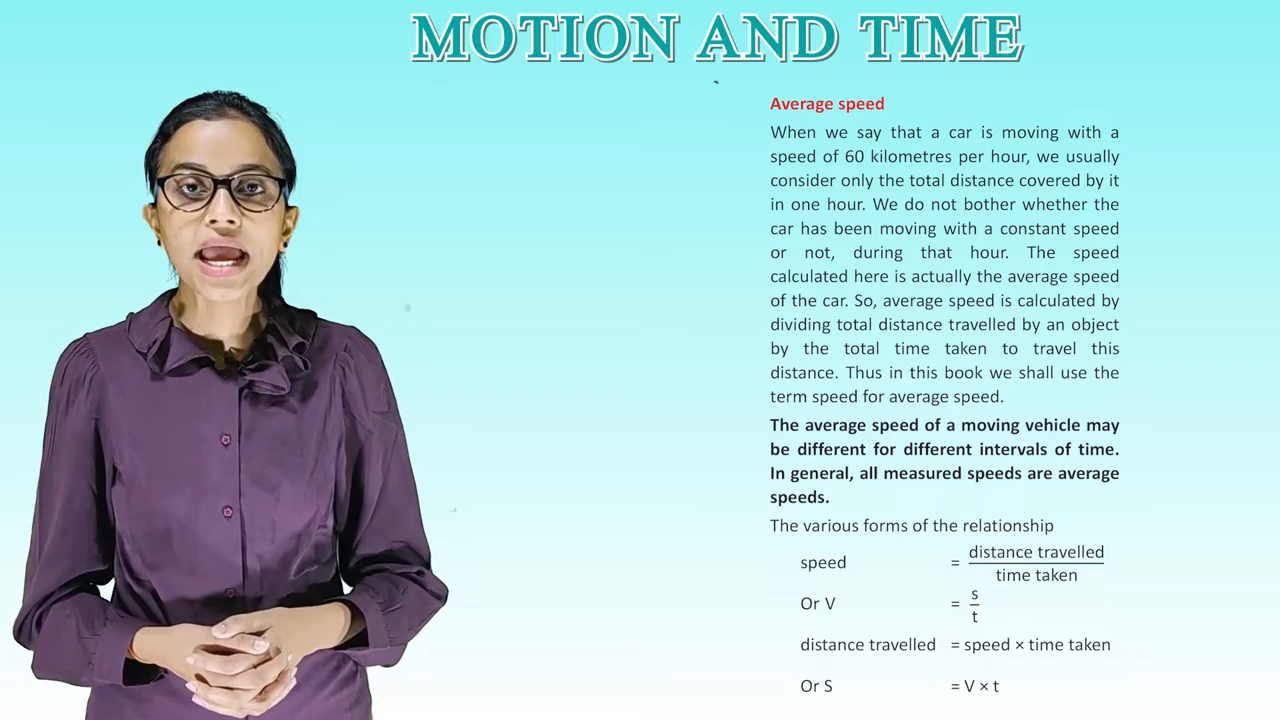 MOTION AND TIME
Average speed
When we say that a car is moving with a
speed of 60 kilometres per hour, we usually
consider only the total distance covered by it
in one hour. We do not bother whether the
car has been moving with a constant speed
or not, during that hour. The speed
calculated here is actually the average speed
of the car. So, average speed is calculated by
dividing total distance travelled by an object
by the total time taken to travel this
distance. Thus in this book we shall use the
term speed for average speed.
The average speed of a moving vehicle may
be different for different intervals of time.
In general, all measured speeds are average
speeds.
The various forms of the relationship
speed = distance travelled / time taken
Or V = s / t
distance travelled = speed × time taken
Or S = V × t